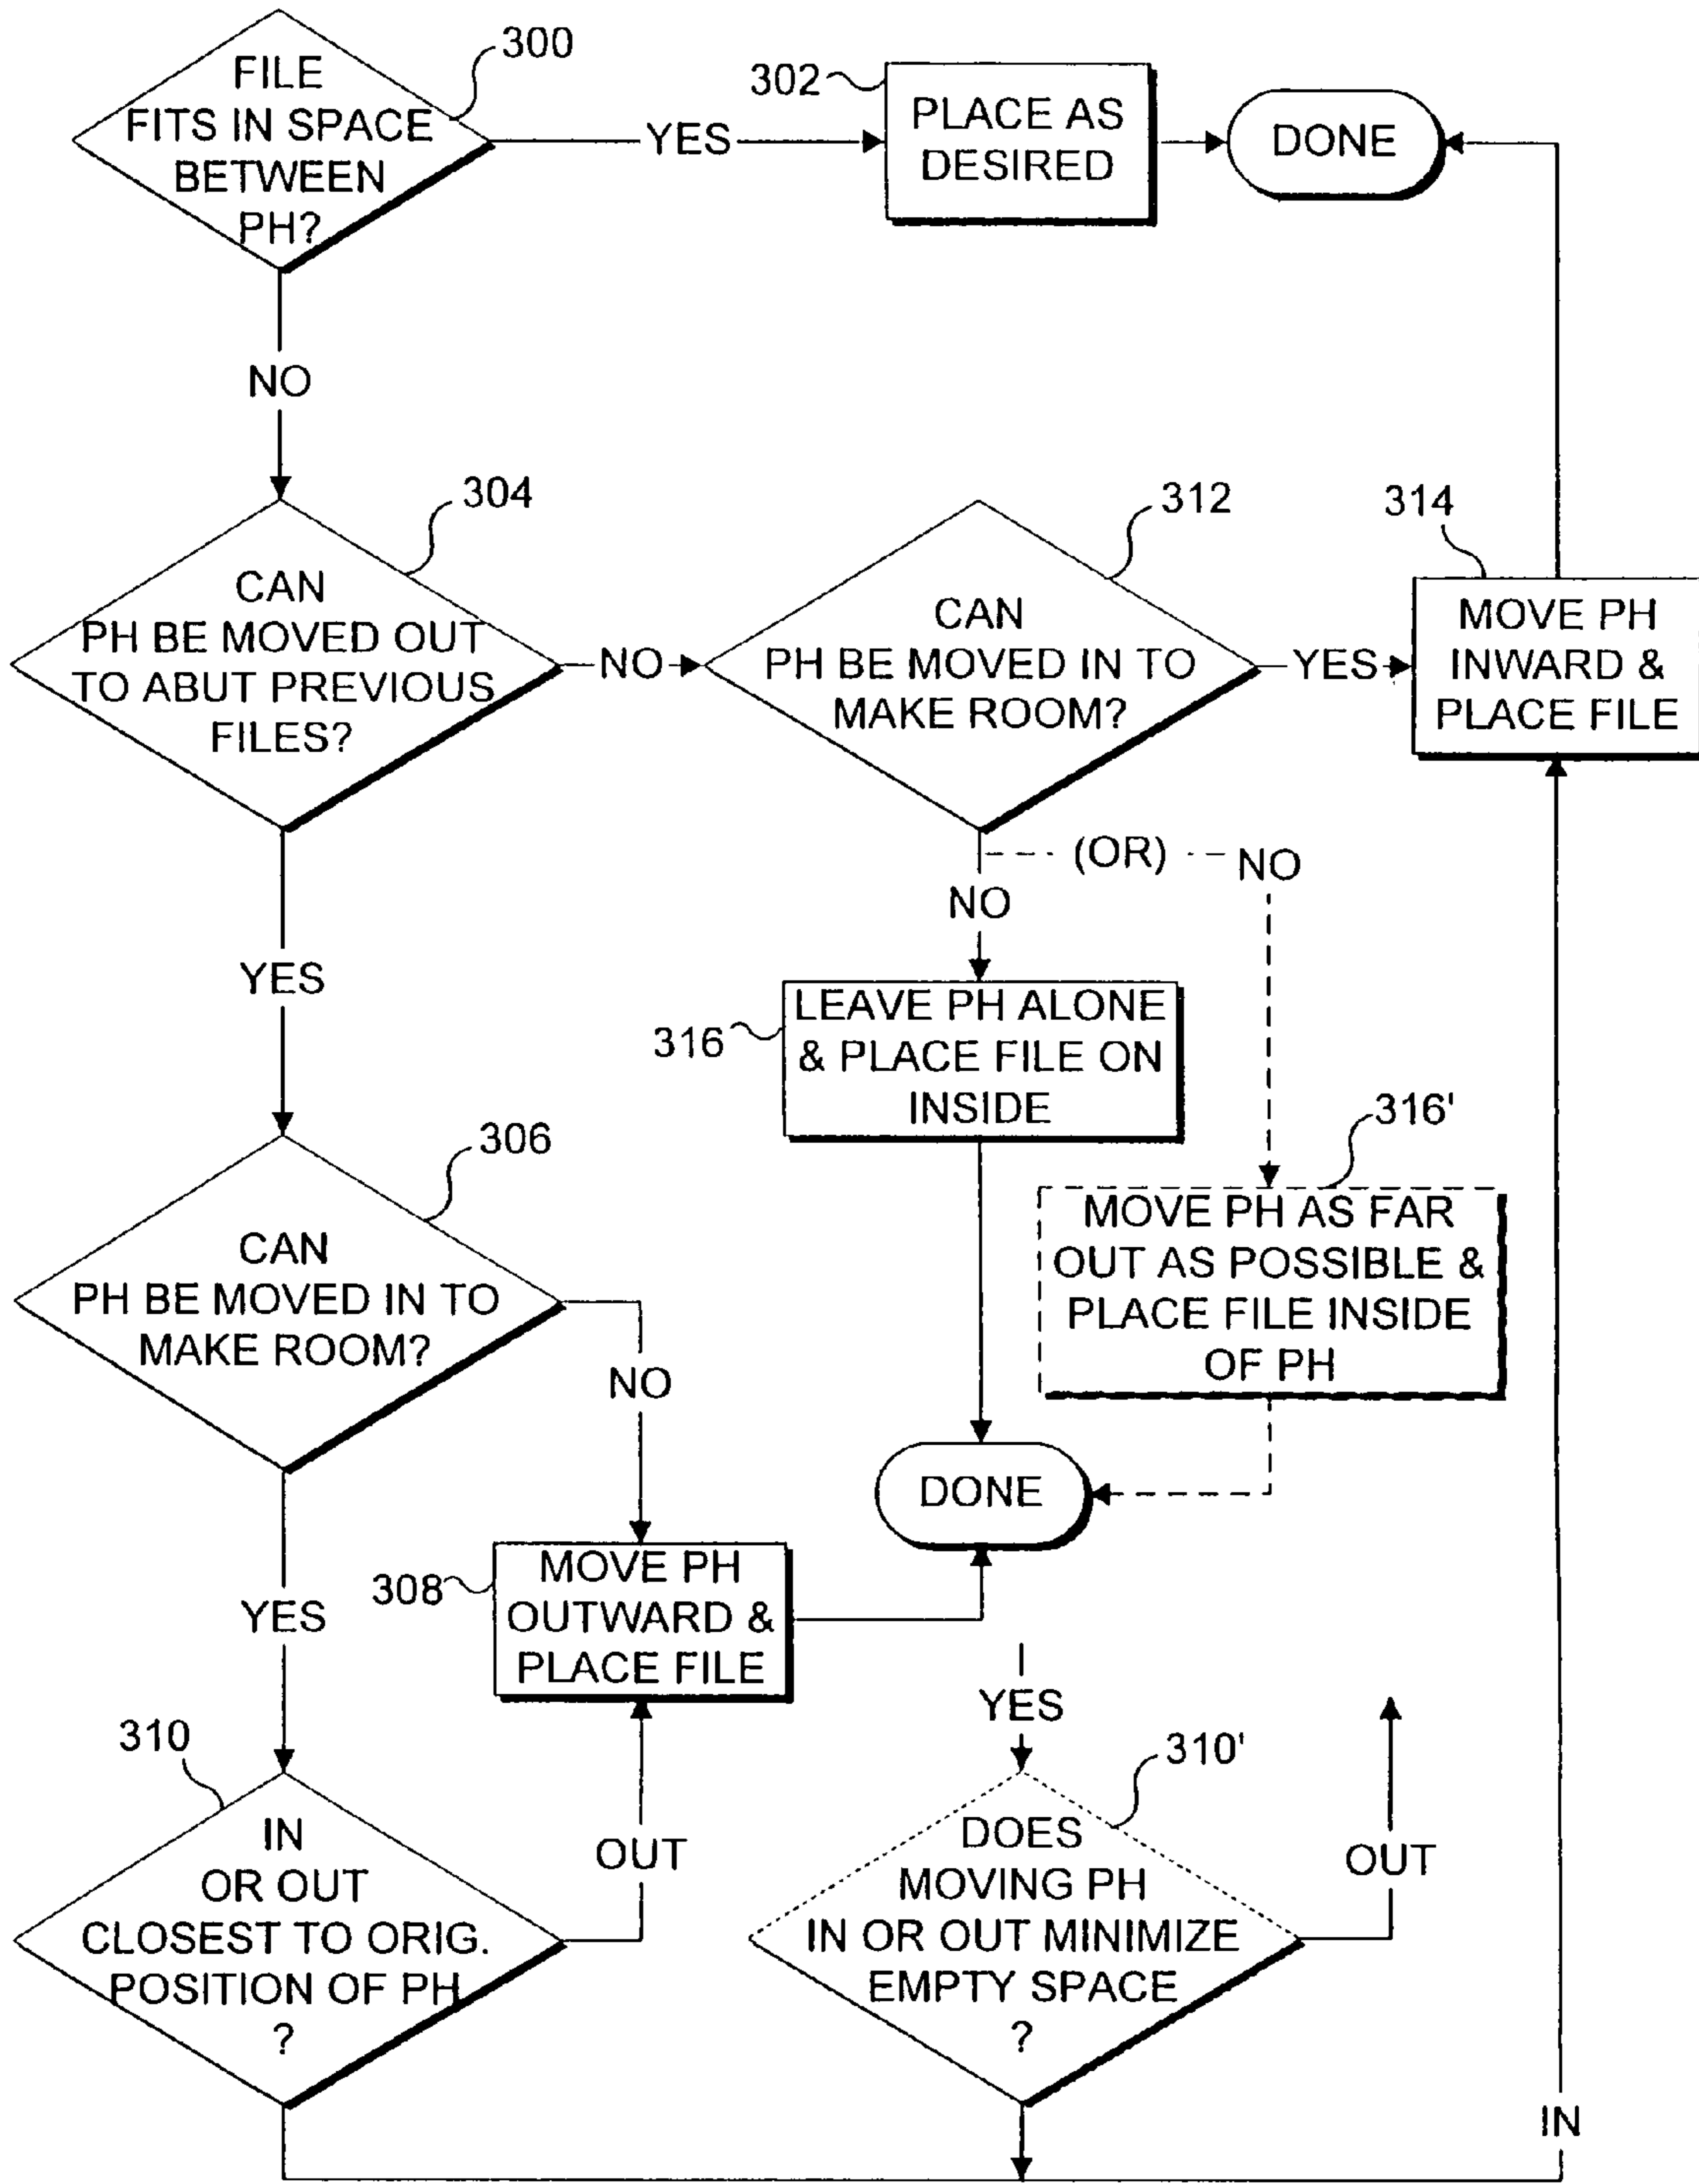 300
FILE
FITS IN SPACE
BETWEEN
PH?
YES
302
PLACE AS
DESIRED
DONE
NO
304
CAN
PH BE MOVED OUT
TO ABUT PREVIOUS
FILES?
NO
312
CAN
PH BE MOVED IN TO
MAKE ROOM?
YES
314
MOVE PH
INWARD &
PLACE FILE
(OR)
NO
NO
YES
316
LEAVE PH ALONE
& PLACE FILE ON
INSIDE
316'
MOVE PH AS FAR
OUT AS POSSIBLE &
PLACE FILE INSIDE
OF PH
306
CAN
PH BE MOVED IN TO
MAKE ROOM?
NO
DONE
308
MOVE PH
OUTWARD &
PLACE FILE
YES
YES
310
IN
OR OUT
CLOSEST TO ORIG.
POSITION OF PH
?
OUT
310'
DOES
MOVING PH
IN OR OUT MINIMIZE
EMPTY SPACE
?
OUT
IN